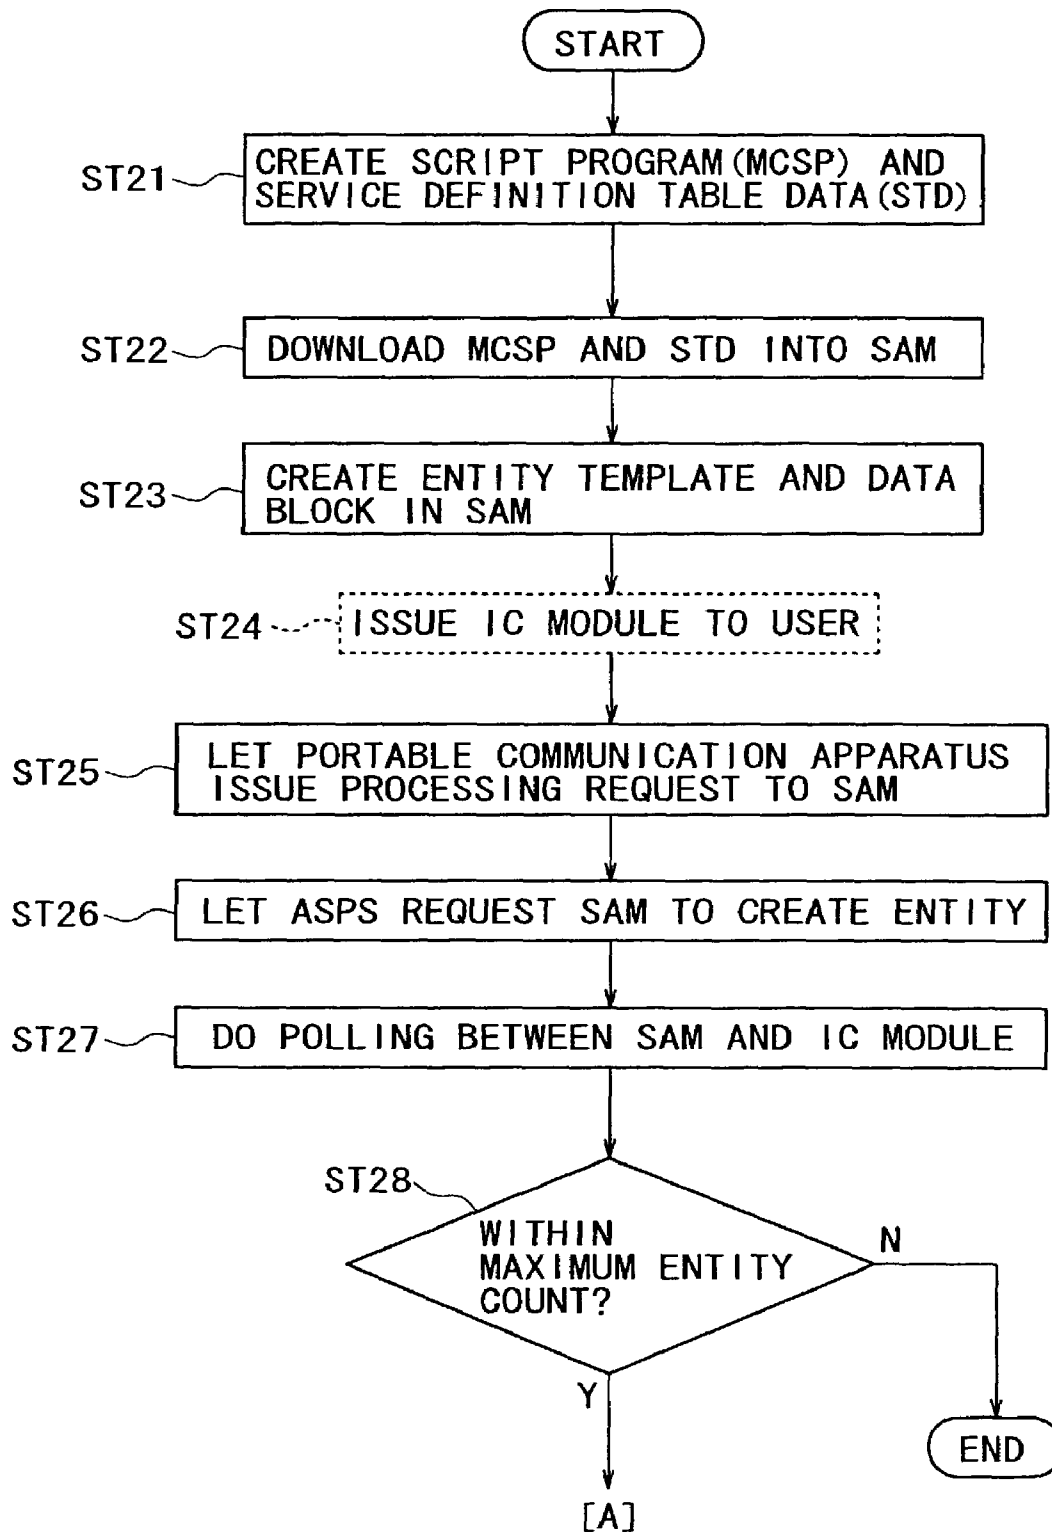 START
ST21
CREATE SCRIPT PROGRAM(MCSP) AND
SERVICE DEFINITION TABLE DATA(STD)
ST22
DOWNLOAD MCSP AND STD INTO SAM
ST23
CREATE ENTITY TEMPLATE AND DATA
BLOCK IN SAM
ST24
ISSUE IC MODULE TO USER
ST25
LET PORTABLE COMMUNICATION APPARATUS
ISSUE PROCESSING REQUEST TO SAM
ST26
LET ASPS REQUEST SAM TO CREATE ENTITY
ST27
DO POLLING BETWEEN SAM AND IC MODULE
ST28
WITHIN
MAXIMUM ENTITY
COUNT?
N
Y
END
[A]